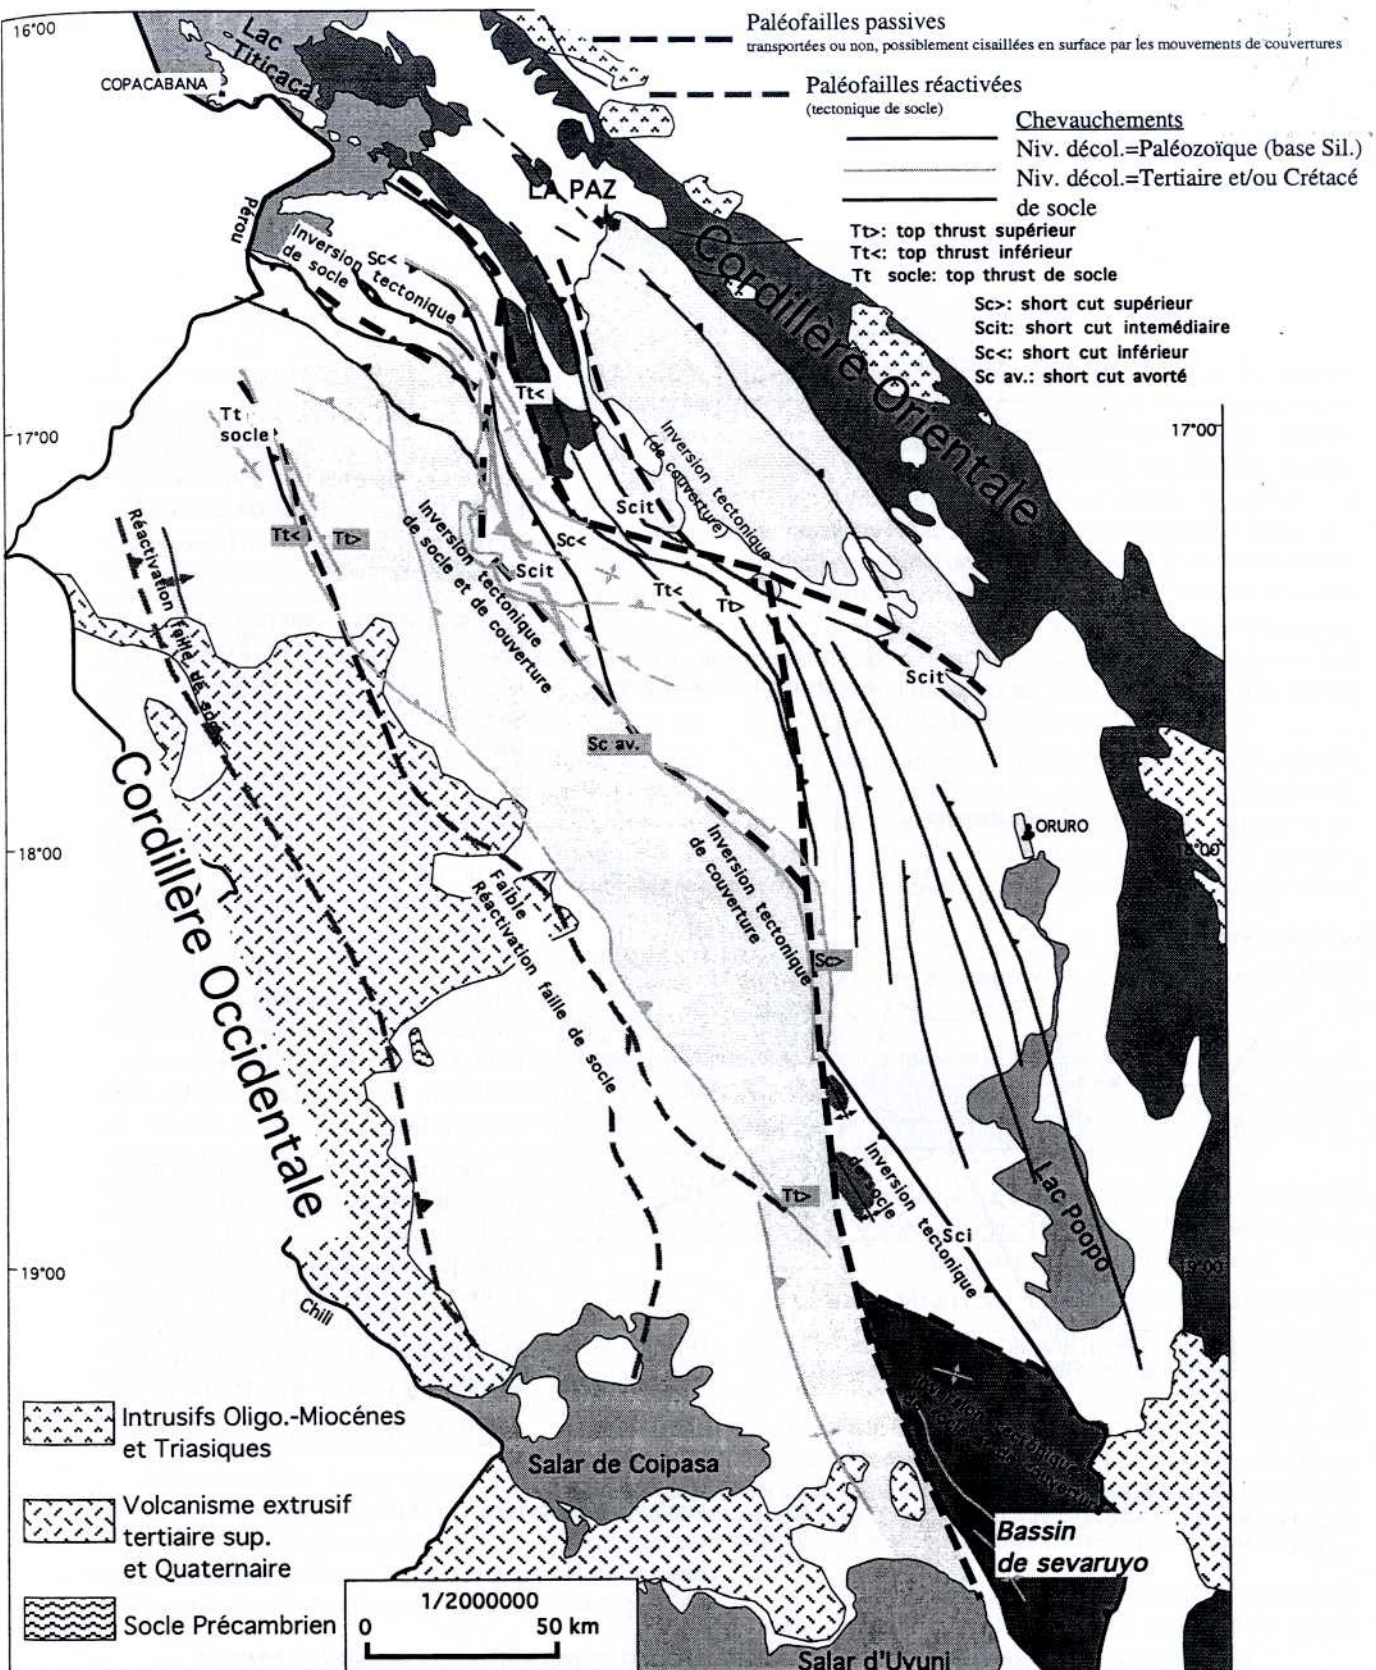 16°00
Lac
Titicaca
COPACABANA
Paléofailles passives
transportées ou non, possiblement cisaillées en surface par les mouvements de couvertures
Paléofailles réactivées
(tectonique de socle)
Chevauchements
Niv. décol.=Paléozoïque (base Sil.)
Niv. décol.=Tertiaire et/ou Crétacé
de socle
Tt>: top thrust supérieur
Tt<: top thrust inférieur
Tt socle: top thrust de socle
Sc>: short cut supérieur
Scit: short cut intemédiaire
Sc<: short cut inférieur
Sc av.: short cut avorté
LA PAZ
Pérou
Inversion tectonique
de socle
Sc<
Cordillère Orientale
Tt<
Tt
socle
17°00
17°00
Inversion tectonique
(de couverture)
Scit
Réactivation faille de socle
Tt<
Tt>
Inversion tectonique
de socle et de couverture
Sc<
Scit
Tt<
Tt>
Scit
Sc av.
Cordillère Occidentale
ORURO
18°00
18°00
Inversion tectonique
de couverture
Faible
Réactivation faille de socle
Sc>
Tt>
Inversion tectonique
de socle
Sci
Lac Poopo
19°00
19°00
Chili
Intrusifs Oligo.-Miocénes
et Triasiques
Salar de Coipasa
Volcanisme extrusif
tertiaire sup.
et Quaternaire
Bassin
de sevaruyo
Socle Précambrien
1/2000000
0 50 km
Salar d'Uyuni